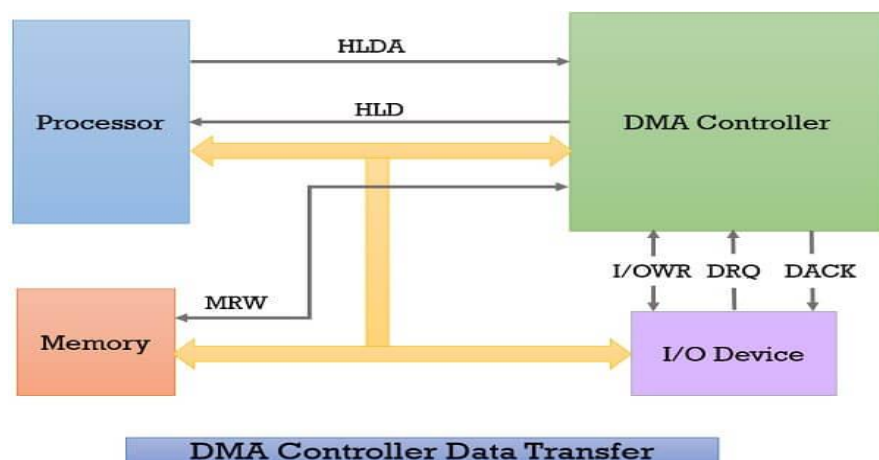 HLDA
Processor
HLD
DMA Controller
I/OWR DRQ DACK
MRW
Memory
I/O Device
DMA Controller Data Transfer